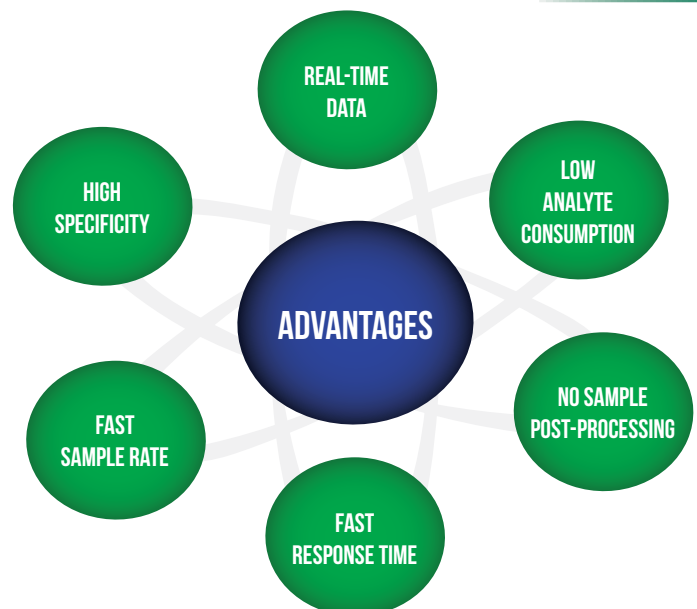 REAL-TIME
DATA
LOW
ANALYTE
CONSUMPTION
HIGH
SPECIFICITY
ADVANTAGES
NO SAMPLE
POST-PROCESSING
FAST
SAMPLE RATE
FAST
RESPONSE TIME